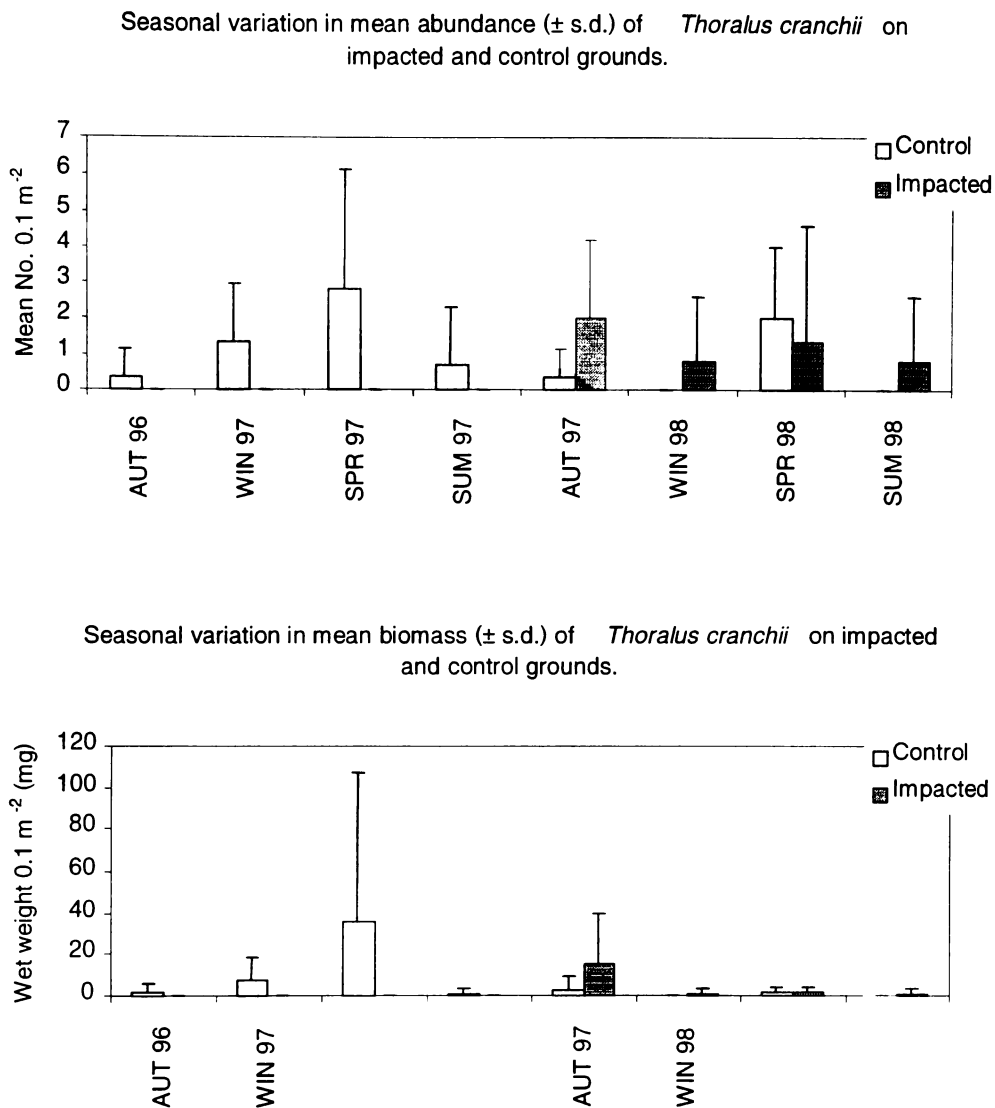 Seasonal variation in mean abundance (± s.d.) of Thoralus cranchii on
impacted and control grounds.
7
6
5
4
3
2
1
0
Mean No. 0.1 m⁻²
Control
Impacted
AUT 96
WIN 97
SPR 97
SUM 97
AUT 97
WIN 98
SPR 98
SUM 98
Seasonal variation in mean biomass (± s.d.) of Thoralus cranchii on impacted
and control grounds.
120
100
80
60
40
20
0
Wet weight 0.1 m⁻² (mg)
Control
Impacted
AUT 96
WIN 97
AUT 97
WIN 98